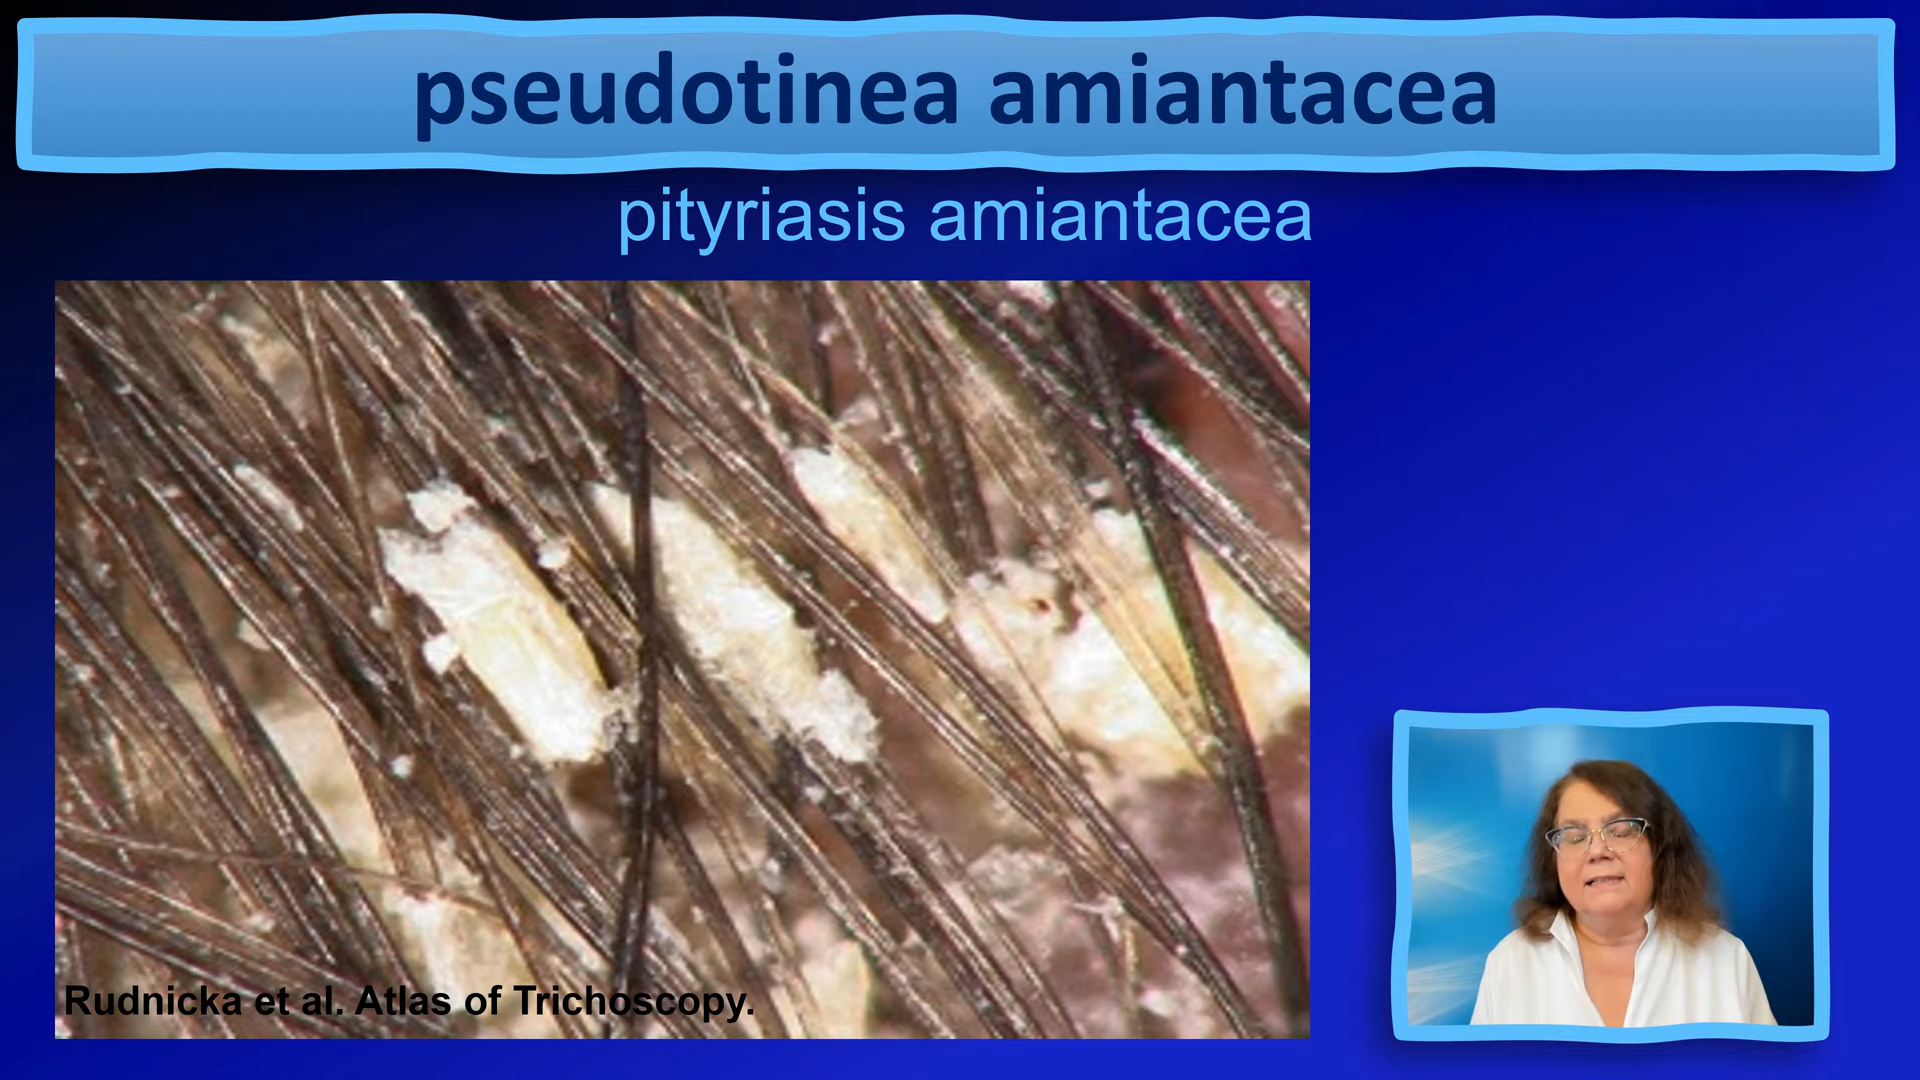 pseudotinea amiantacea
pityriasis amiantacea
Rudnicka et al. Atlas of Trichoscopy.